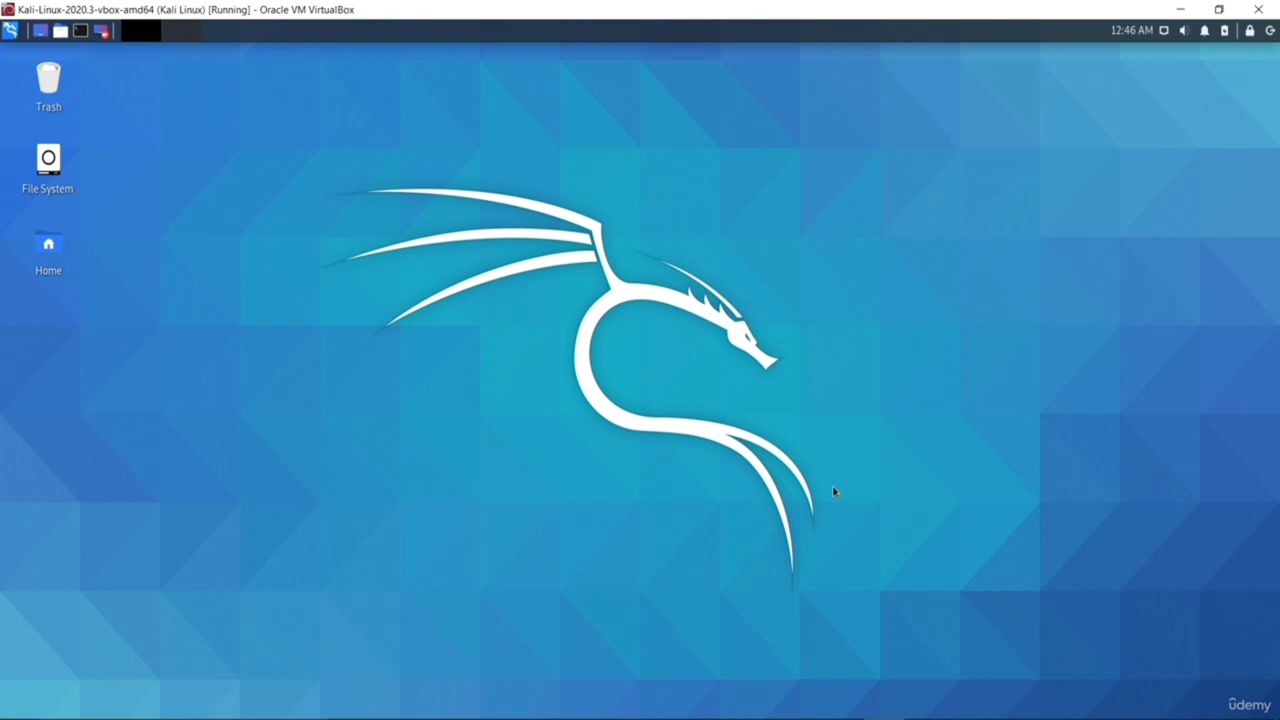 Kali-Linux-2020.3-vbox-amd64 (Kali Linux) [Running] - Oracle VM VirtualBox
12:46 AM
Trash
File System
Home
ûdemy